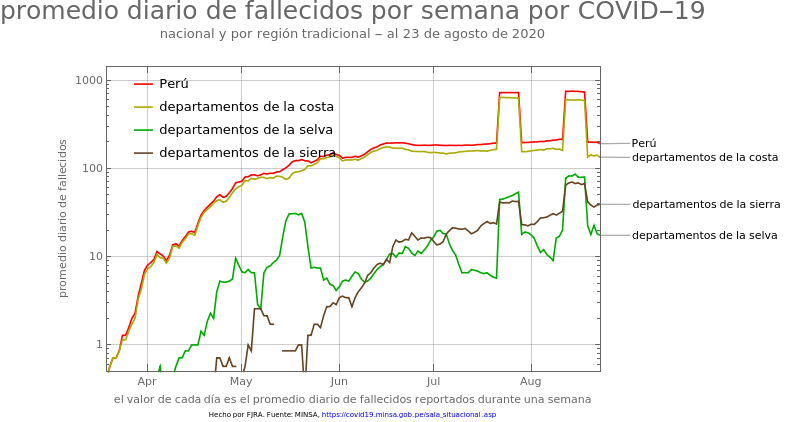 promedio diario de fallecidos por semana por COVID−19
nacional y por región tradicional − al 23 de agosto de 2020
promedio diario de fallecidos
1000
100
10
1
Perú
departamentos de la costa
departamentos de la selva
departamentos de la sierra
Perú
departamentos de la costa
departamentos de la sierra
departamentos de la selva
Apr May Jun Jul Aug
el valor de cada día es el promedio diario de fallecidos reportados durante una semana
Hecho por FJRA. Fuente: MINSA, https://covid19.minsa.gob.pe/sala_situacional.asp